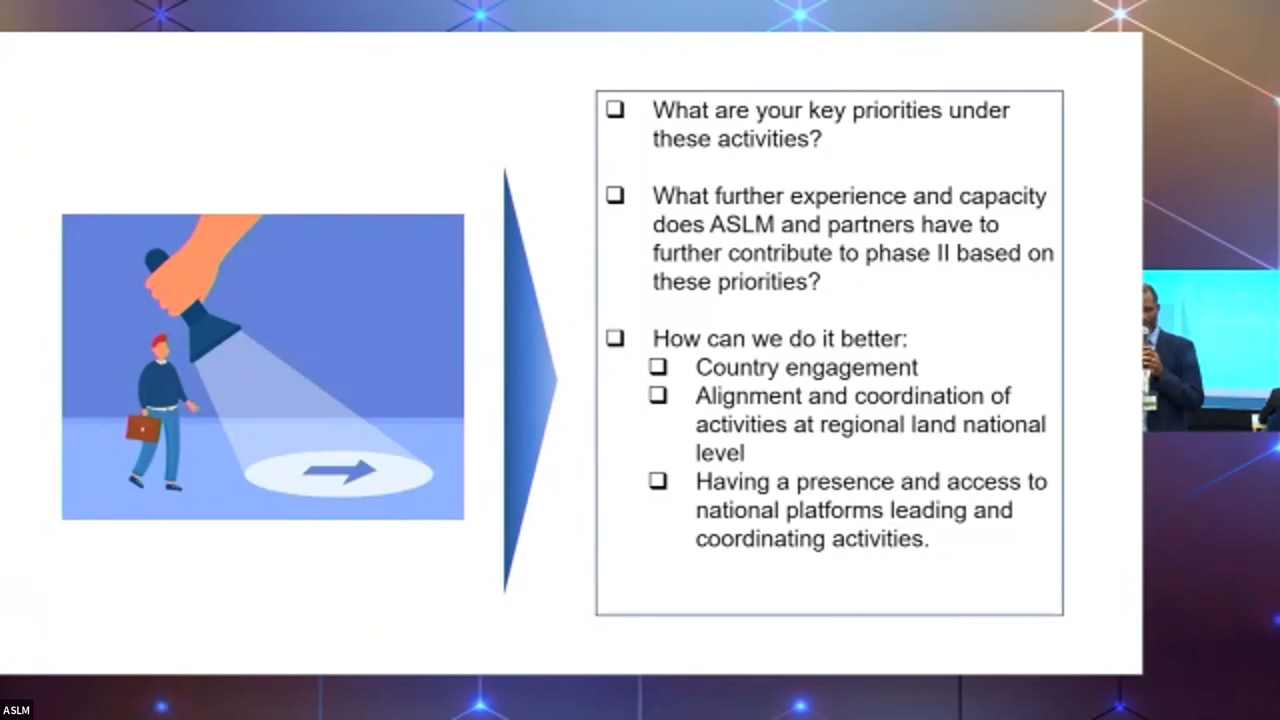 What are your key priorities under
these activities?
What further experience and capacity
does ASLM and partners have to
further contribute to phase II based on
these priorities?
How can we do it better:
Country engagement
Alignment and coordination of
activities at regional land national
level
Having a presence and access to
national platforms leading and
coordinating activities.
ASLM